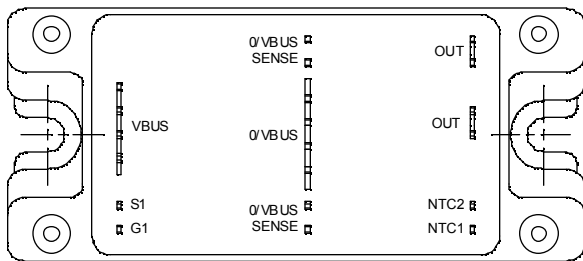 0/VBUS
SENSE
OUT
VBUS
0/VBUS
OUT
S1
0/VBUS
NTC2
G1
SENSE
NTC1